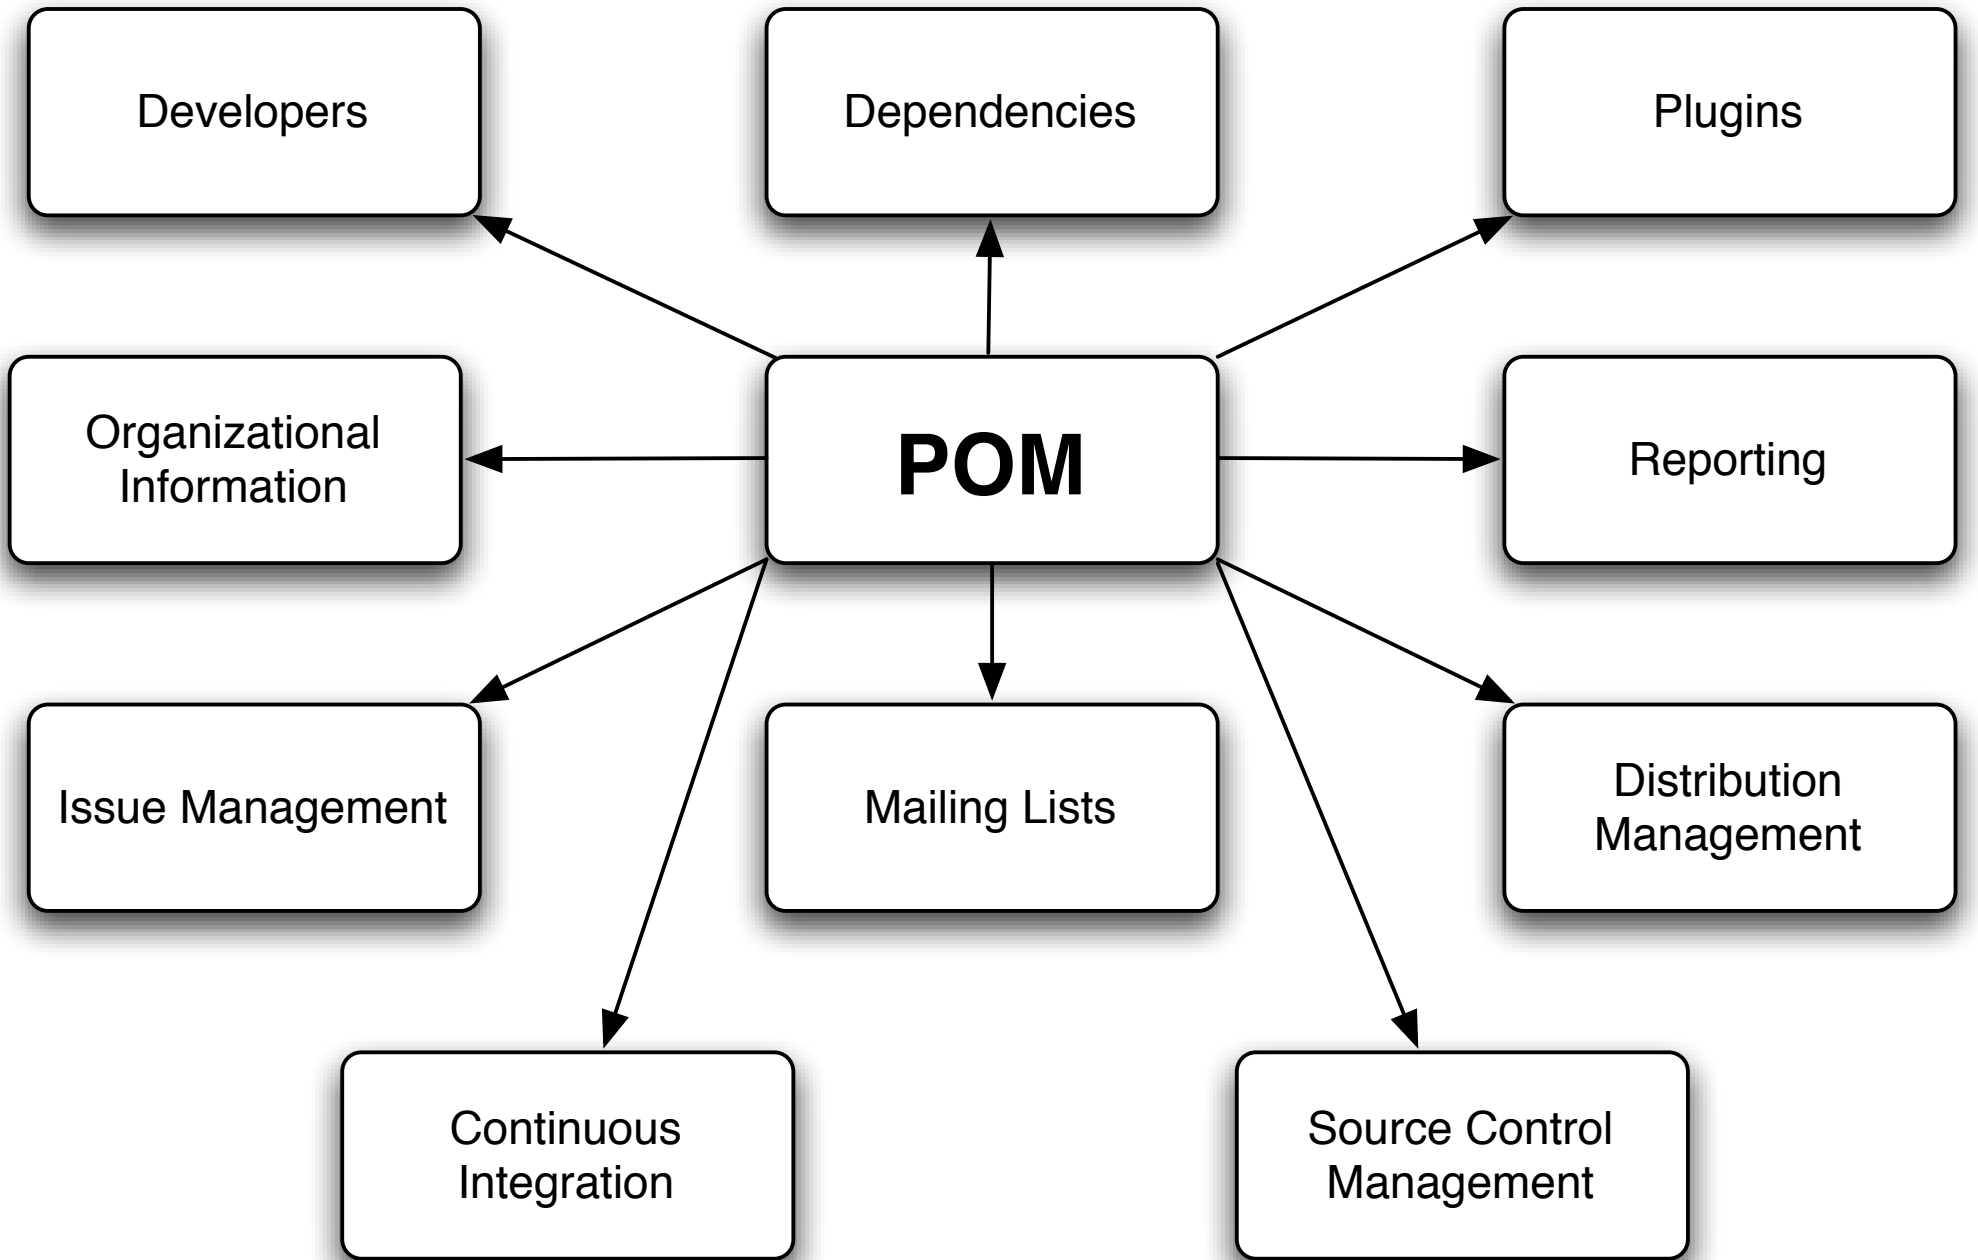 Developers
Dependencies
Plugins
Organizational
Information
POM
Reporting
Issue Management
Mailing Lists
Distribution
Management
Continuous
Integration
Source Control
Management